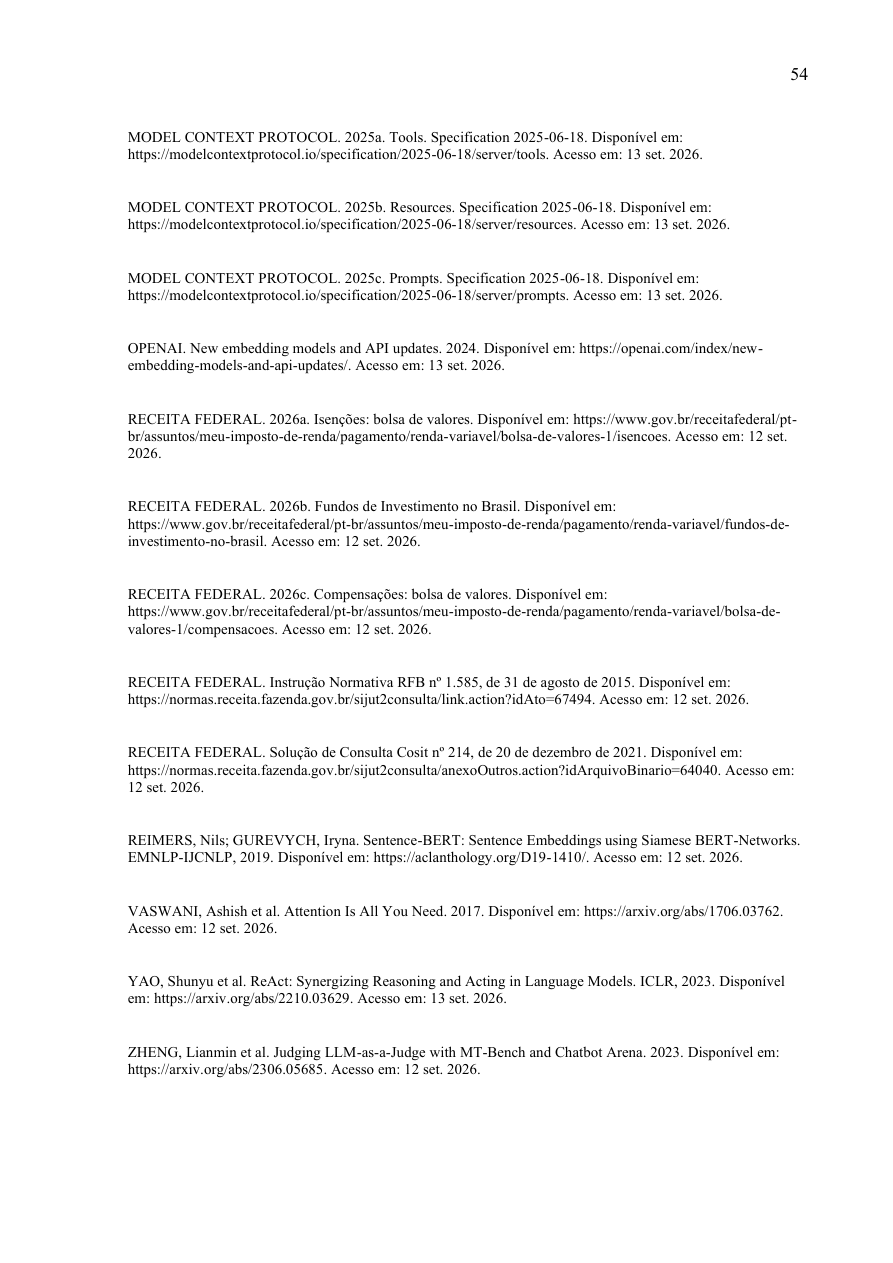 54
MODEL CONTEXT PROTOCOL. 2025a. Tools. Specification 2025-06-18. Disponível em:
https://modelcontextprotocol.io/specification/2025-06-18/server/tools. Acesso em: 13 set. 2026.
MODEL CONTEXT PROTOCOL. 2025b. Resources. Specification 2025-06-18. Disponível em:
https://modelcontextprotocol.io/specification/2025-06-18/server/resources. Acesso em: 13 set. 2026.
MODEL CONTEXT PROTOCOL. 2025c. Prompts. Specification 2025-06-18. Disponível em:
https://modelcontextprotocol.io/specification/2025-06-18/server/prompts. Acesso em: 13 set. 2026.
OPENAI. New embedding models and API updates. 2024. Disponível em: https://openai.com/index/new-
embedding-models-and-api-updates/. Acesso em: 13 set. 2026.
RECEITA FEDERAL. 2026a. Isenções: bolsa de valores. Disponível em: https://www.gov.br/receitafederal/pt-
br/assuntos/meu-imposto-de-renda/pagamento/renda-variavel/bolsa-de-valores-1/isencoes. Acesso em: 12 set.
2026.
RECEITA FEDERAL. 2026b. Fundos de Investimento no Brasil. Disponível em:
https://www.gov.br/receitafederal/pt-br/assuntos/meu-imposto-de-renda/pagamento/renda-variavel/fundos-de-
investimento-no-brasil. Acesso em: 12 set. 2026.
RECEITA FEDERAL. 2026c. Compensações: bolsa de valores. Disponível em:
https://www.gov.br/receitafederal/pt-br/assuntos/meu-imposto-de-renda/pagamento/renda-variavel/bolsa-de-
valores-1/compensacoes. Acesso em: 12 set. 2026.
RECEITA FEDERAL. Instrução Normativa RFB nº 1.585, de 31 de agosto de 2015. Disponível em:
https://normas.receita.fazenda.gov.br/sijut2consulta/link.action?idAto=67494. Acesso em: 12 set. 2026.
RECEITA FEDERAL. Solução de Consulta Cosit nº 214, de 20 de dezembro de 2021. Disponível em:
https://normas.receita.fazenda.gov.br/sijut2consulta/anexoOutros.action?idArquivoBinario=64040. Acesso em:
12 set. 2026.
REIMERS, Nils; GUREVYCH, Iryna. Sentence-BERT: Sentence Embeddings using Siamese BERT-Networks.
EMNLP-IJCNLP, 2019. Disponível em: https://aclanthology.org/D19-1410/. Acesso em: 12 set. 2026.
VASWANI, Ashish et al. Attention Is All You Need. 2017. Disponível em: https://arxiv.org/abs/1706.03762.
Acesso em: 12 set. 2026.
YAO, Shunyu et al. ReAct: Synergizing Reasoning and Acting in Language Models. ICLR, 2023. Disponível
em: https://arxiv.org/abs/2210.03629. Acesso em: 13 set. 2026.
ZHENG, Lianmin et al. Judging LLM-as-a-Judge with MT-Bench and Chatbot Arena. 2023. Disponível em:
https://arxiv.org/abs/2306.05685. Acesso em: 12 set. 2026.